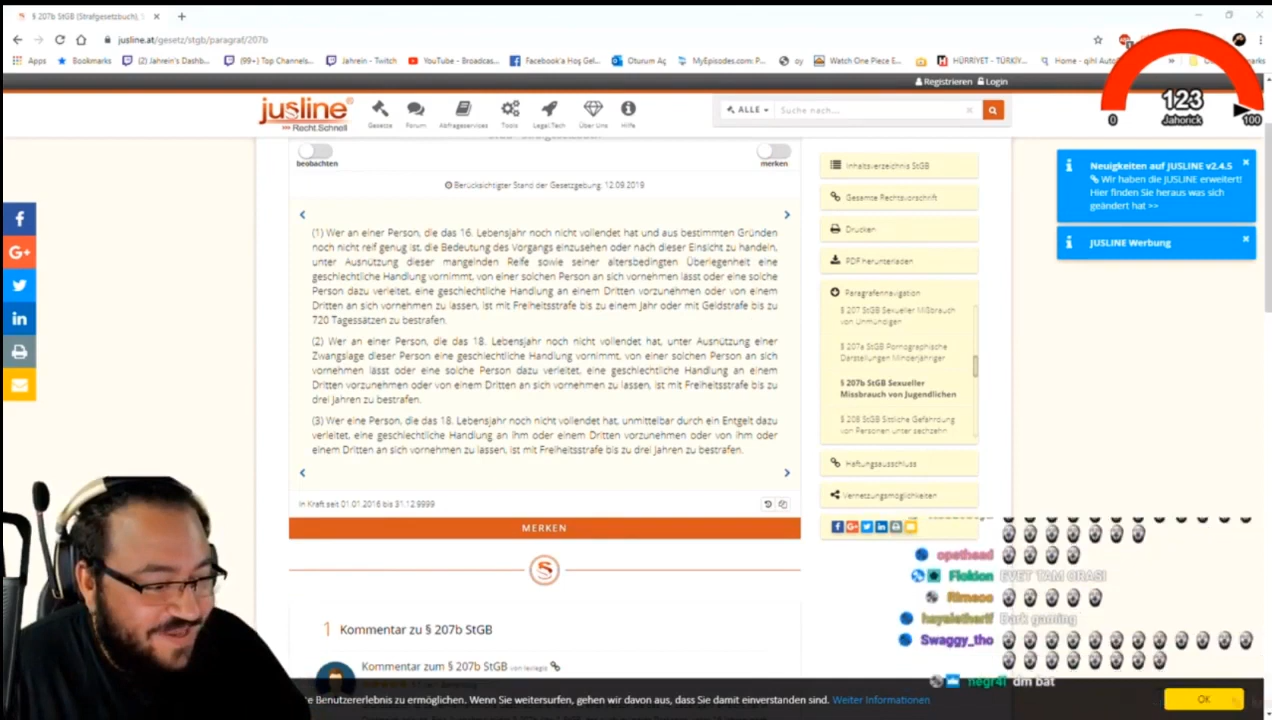 § 207b StGB (Strafgesetzbuch), S
jusline.at/gesetz/stgb/paragraf/207b
Apps
Bookmarks
(2) Jahrein's Dashb...
(99+) Top Channels...
Jahrein - Twitch
YouTube - Broadcas...
Facebook'a Hoş Gel...
Oturum Aç
MyEpisodes.com: P...
oy
Watch One Piece E...
HÜRRİYET - TÜRKİY...
Registrieren Login
jusline
Recht.Schnell
Gesetze
Forum
Abfrageservices
Tools
Legal.Tech
Über Uns
Hilfe
ALLE
Suche nach...
123
Jahorick
0
100
beobachten
merken
Berücksichtigter Stand der Gesetzgebung: 12.09.2019
(1) Wer an einer Person, die das 16. Lebensjahr noch nicht vollendet hat und aus bestimmten Gründen
noch nicht reif genug ist, die Bedeutung des Vorgangs einzusehen oder nach dieser Einsicht zu handeln,
unter Ausnützung dieser mangelnden Reife sowie seiner altersbedingten Überlegenheit eine
geschlechtliche Handlung vornimmt, von einer solchen Person an sich vornehmen lässt oder eine solche
Person dazu verleitet, eine geschlechtliche Handlung an einem Dritten vorzunehmen oder von einem
Dritten an sich vornehmen zu lassen, ist mit Freiheitsstrafe bis zu einem Jahr oder mit Geldstrafe bis zu
720 Tagessätzen zu bestrafen.
(2) Wer an einer Person, die das 18. Lebensjahr noch nicht vollendet hat, unter Ausnützung einer
Zwangslage dieser Person eine geschlechtliche Handlung vornimmt, von einer solchen Person an sich
vornehmen lässt oder eine solche Person dazu verleitet, eine geschlechtliche Handlung an einem
Dritten vorzunehmen oder von einem Dritten an sich vornehmen zu lassen, ist mit Freiheitsstrafe bis zu
drei Jahren zu bestrafen.
(3) Wer eine Person, die das 18. Lebensjahr noch nicht vollendet hat, unmittelbar durch ein Entgelt dazu
verleitet, eine geschlechtliche Handlung an ihm oder einem Dritten vorzunehmen oder von ihm oder
einem Dritten an sich vornehmen zu lassen, ist mit Freiheitsstrafe bis zu drei Jahren zu bestrafen.
In Kraft seit 01.01.2016 bis 31.12.9999
MERKEN
1 Kommentar zu § 207b StGB
Kommentar zum § 207b StGB von lexlegis
Inhaltsverzeichnis StGB
Gesamte Rechtsvorschrift
Drucken
PDF herunterladen
Paragrafennavigation
§ 207 StGB Sexueller Mißbrauch
von Unmündigen
§ 207a StGB Pornographische
Darstellungen Minderjähriger
§ 207b StGB Sexueller
Missbrauch von Jugendlichen
§ 208 StGB Sittliche Gefährdung
von Personen unter sechzehn
Haftungsausschluss
Vernetzungsmöglichkeiten
Neuigkeiten auf JUSLINE v2.4.5
Wir haben die JUSLINE erweitert!
Hier finden Sie heraus was sich
geändert hat >>
JUSLINE Werbung
opethead
Flokion EVET TAM ORASI
Rimeoo
hayaletherif Dark gaming
Swaggy_tho
negr4l dm bat
te Benutzererlebnis zu ermöglichen. Wenn Sie weitersurfen, gehen wir davon aus, dass Sie damit einverstanden sind. Weiter Informationen
OK